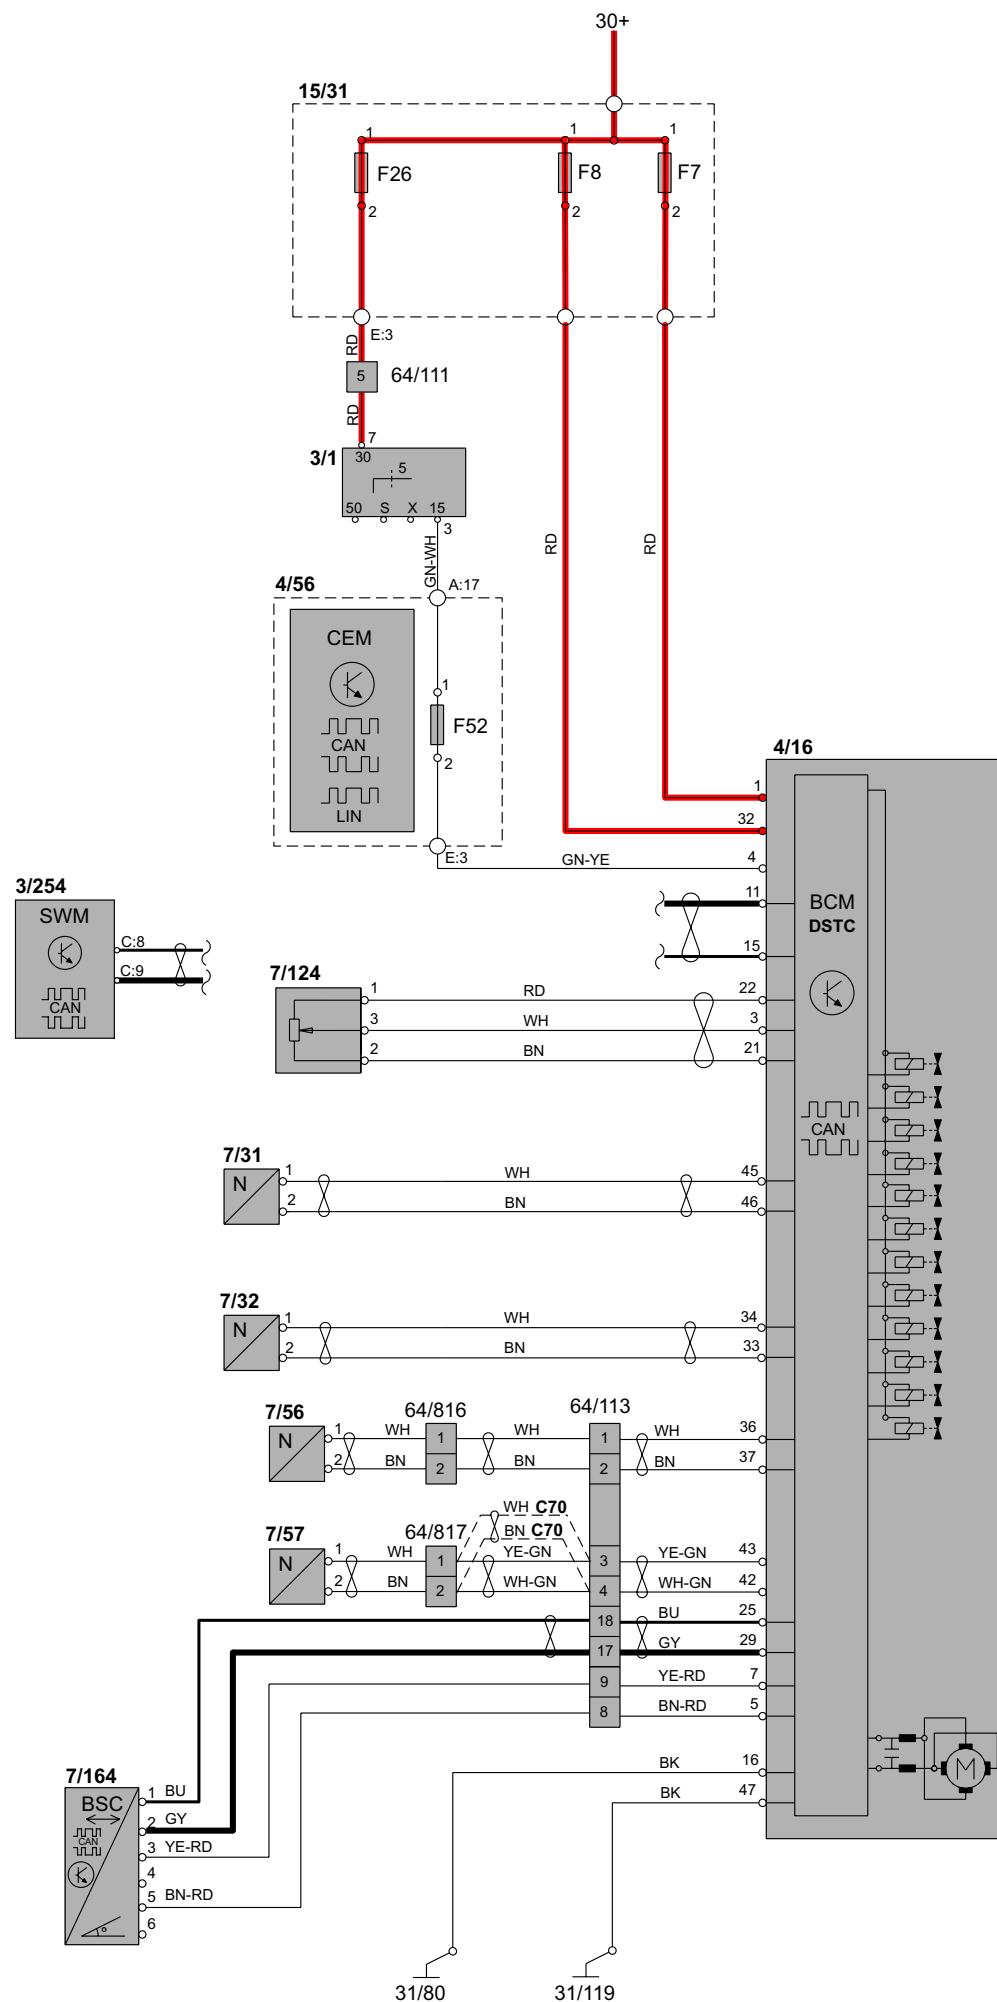 30+
15/31
1 1 1
F26 F8 F7
2 2 2
E:3
RD
5 64/111
RD
7
3/1 30
5
50 S X 15
3
GN-WH
RD RD
4/56 A:17
CEM
1
F52
CAN
2
LIN
E:3
GN-YE
4/16
1
32
4
11
BCM
DSTC
15
3/254
SWM
C:8
C:9
CAN
7/124
1 RD 22
3 WH 3
2 BN 21
CAN
7/31
N 1 WH 45
2 BN 46
7/32
N 1 WH 34
2 BN 33
7/56 64/816 64/113
N 1 WH 1 WH 1 WH 36
2 BN 2 BN 2 BN 37
WH C70
BN C70
7/57 64/817
N 1 WH 1 YE-GN 3 YE-GN 43
2 BN 2 WH-GN 4 WH-GN 42
18 BU 25
17 GY 29
9 YE-RD 7
8 BN-RD 5
BK 16
BK 47
M
7/164
BSC
CAN
1 BU
2 GY
3 YE-RD
4
5 BN-RD
6
31/80 31/119